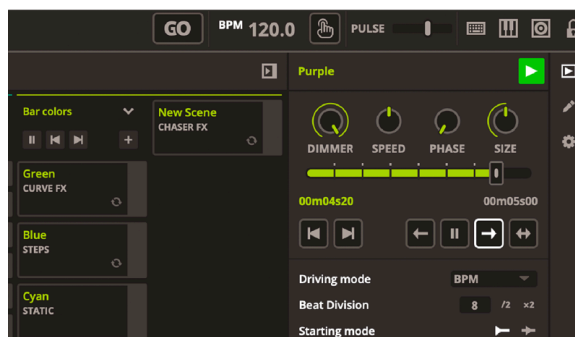 GO
BPM 120.0
PULSE
Purple
Bar colors
New Scene
CHASER FX
DIMMER
SPEED
PHASE
SIZE
Green
CURVE FX
00m04s20
00m05s00
Blue
STEPS
Driving mode
BPM
Cyan
STATIC
Beat Division
8
/2
x2
Starting mode